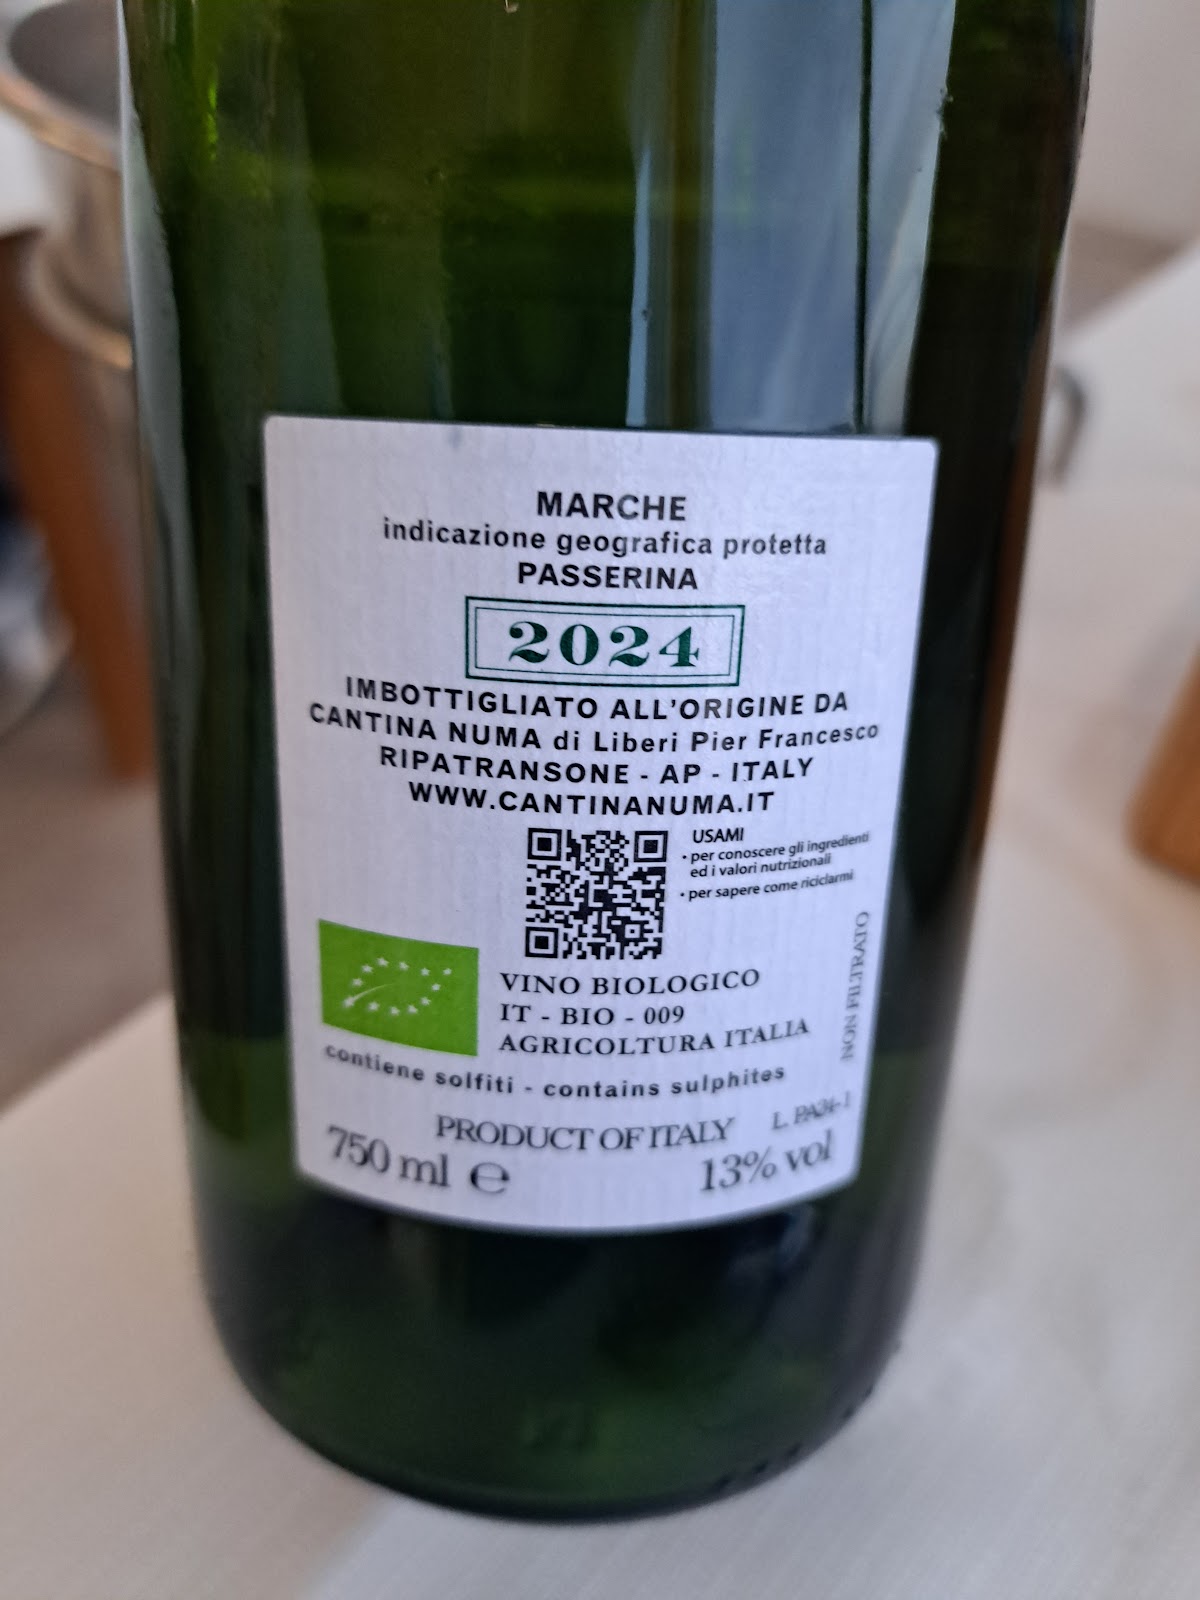 MARCHE
indicazione geografica protetta
PASSERINA
2024
IMBOTTIGLIATO ALL'ORIGINE DA
CANTINA NUMA di Liberi Pier Francesco
RIPATRANSONE - AP - ITALY
WWW.CANTINANUMA.IT
USAMI
• per conoscere gli ingredienti
ed i valori nutrizionali
• per sapere come riciclarmi
NON FILTRATO
VINO BIOLOGICO
IT - BIO - 009
AGRICOLTURA ITALIA
contiene solfiti - contains sulphites
PRODUCT OF ITALY
L.
750 ml ℮
13% vol